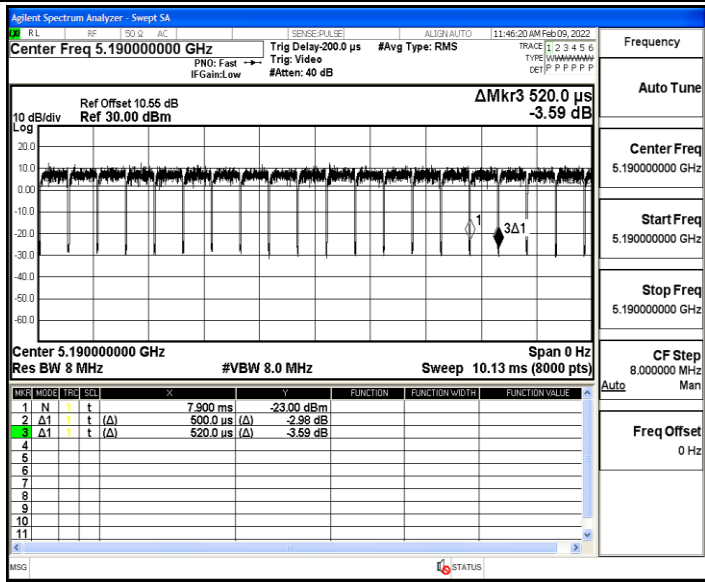 Agilent Spectrum Analyzer - Swept SA
LXI RL RF 50 Ω AC SENSE:PULSE ALIGN AUTO 11:46:20 AM Feb 09, 2022
Center Freq 5.190000000 GHz
PNO: Fast
IFGain:Low
Trig Delay-200.0 µs
Trig: Video
#Atten: 40 dB
#Avg Type: RMS
TRACE 1 2 3 4 5 6
TYPE WWWWWW
DET P P P P P P
Frequency
Auto Tune
Center Freq
5.190000000 GHz
Start Freq
5.190000000 GHz
Stop Freq
5.190000000 GHz
CF Step
8.000000 MHz
Auto Man
Freq Offset
0 Hz
ΔMkr3 520.0 µs
-3.59 dB
Ref Offset 10.55 dB
10 dB/div Ref 30.00 dBm
Log
20.0
10.0
0.00
-10.0
-20.0
-30.0
-40.0
-50.0
-60.0
1
3Δ1
Center 5.190000000 GHz Span 0 Hz
Res BW 8 MHz #VBW 8.0 MHz Sweep 10.13 ms (8000 pts)
MKR MODE TRC SCL X Y FUNCTION FUNCTION WIDTH FUNCTION VALUE
1 N 1 t 7.900 ms -23.00 dBm
2 Δ1 1 t (Δ) 500.0 µs (Δ) -2.98 dB
3 Δ1 1 t (Δ) 520.0 µs (Δ) -3.59 dB
4
5
6
7
8
9
10
11
MSG STATUS